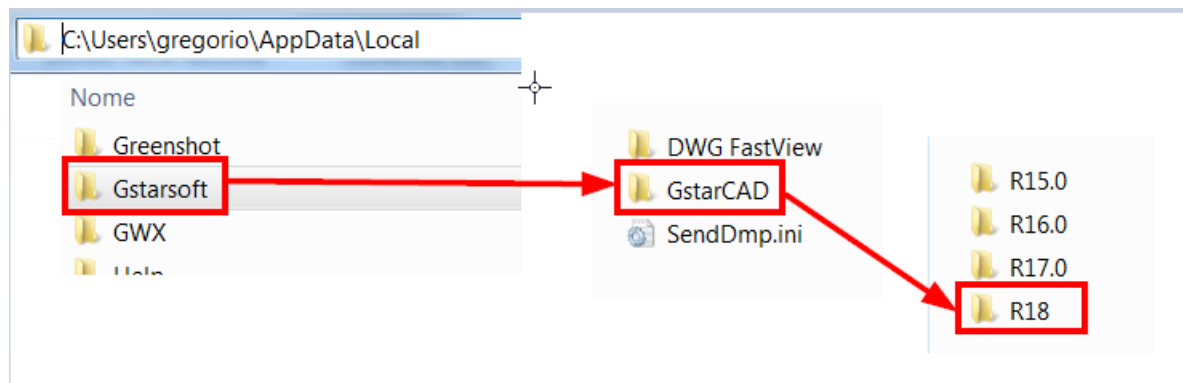 C:\Users\gregorio\AppData\Local
Nome
Greenshot
Gstarsoft
GWX
DWG FastView
GstarCAD
SendDmp.ini
R15.0
R16.0
R17.0
R18